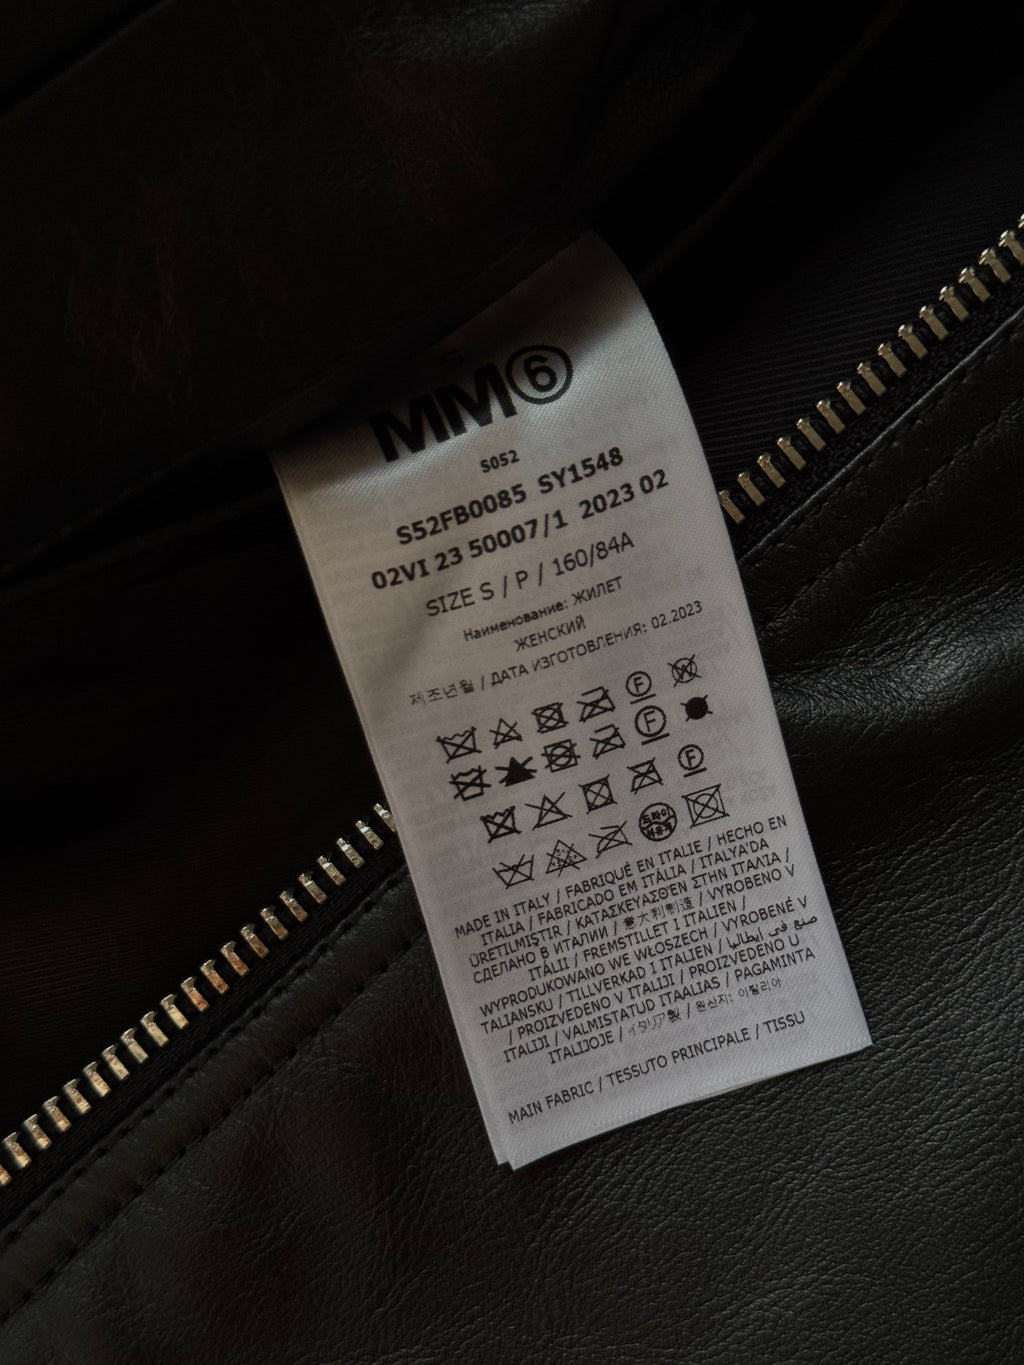 MM⑥
S052
S52FB0085 SY1548
02VI 23 50007/1 2023 02
SIZE S / P / 160/84A
Наименование: ЖИЛЕТ
ЖЕНСКИЙ
제조년월 / ДАТА ИЗГОТОВЛЕНИЯ: 02.2023
F W
F
F
드라이
MADE IN ITALY / FABRIQUÉ EN ITALIE / HECHO EN
ITALIA / FABRICADO EM ITÁLIA / ITALYA'DA
ÜRETILMIŞTIR / ΚΑΤΑΣΚΕΥΑΣΘΕΝ ΣΤΗΝ ΙΤΑΛΙΑ /
СДЕЛАНО В ИТАЛИИ / 意大利制造 / VYROBENO V
ITÁLII / FREMSTILLET I ITALIEN /
WYPRODUKOWANO WE WŁOSZECH / VYROBENÉ V
TALIANSKU / TILLVERKAD I ITALIEN / صنع في إيطاليا
/ PROIZVEDENO V ITALIJI / PROIZVEDENO U
ITALIJI / VALMISTATUD ITAALIAS / PAGAMINTA
ITALIJOJE / イタリア製 / 원산지: 이탈리아
MAIN FABRIC / TESSUTO PRINCIPALE / TISSU